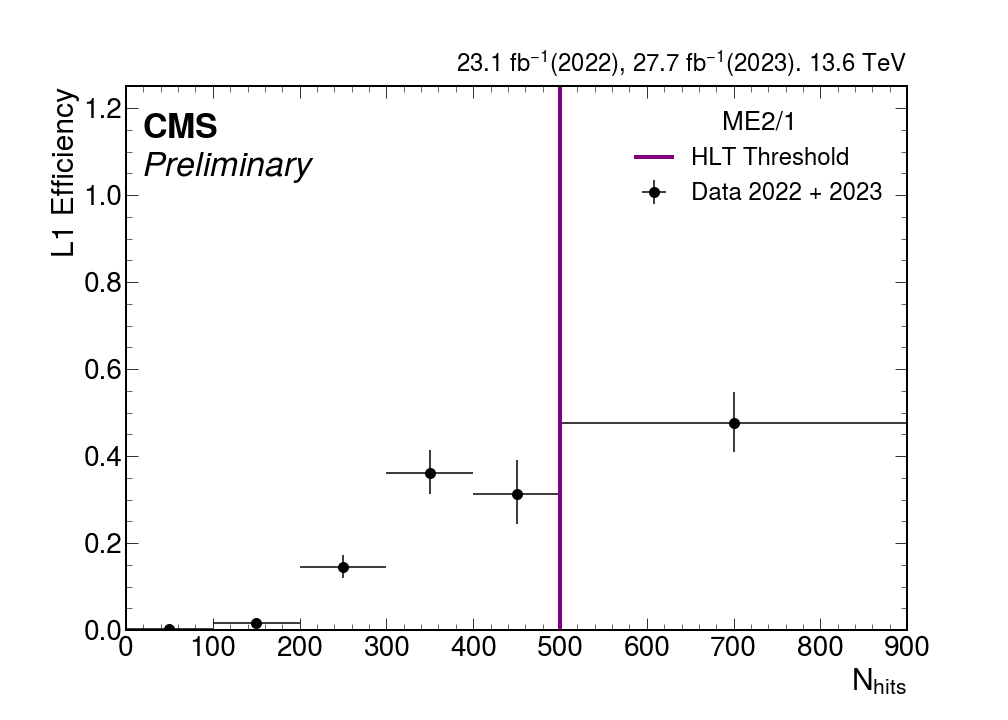 23.1 fb⁻¹(2022), 27.7 fb⁻¹(2023). 13.6 TeV
CMS
Preliminary
ME2/1
HLT Threshold
Data 2022 + 2023
L1 Efficiency
1.2
1.0
0.8
0.6
0.4
0.2
0.0
0 100 200 300 400 500 600 700 800 900
N_hits